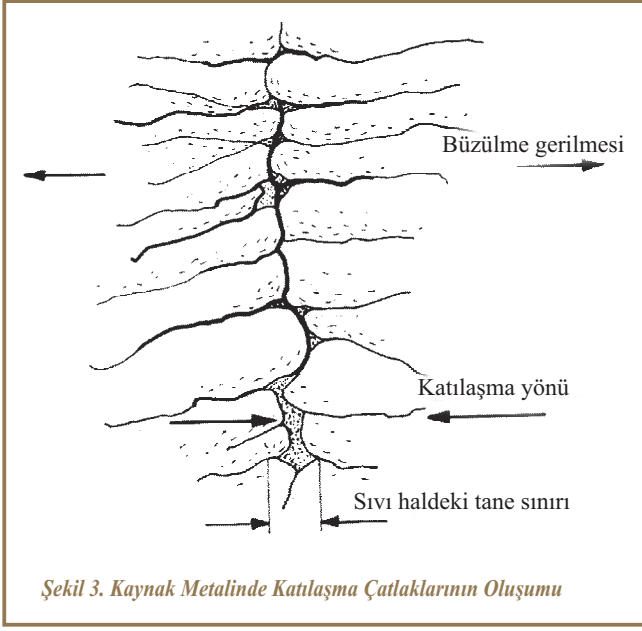 Büzülme gerilmesi
Katılaşma yönü
Sıvı haldeki tane sınırı
Şekil 3. Kaynak Metalinde Katılaşma Çatlaklarının Oluşumu